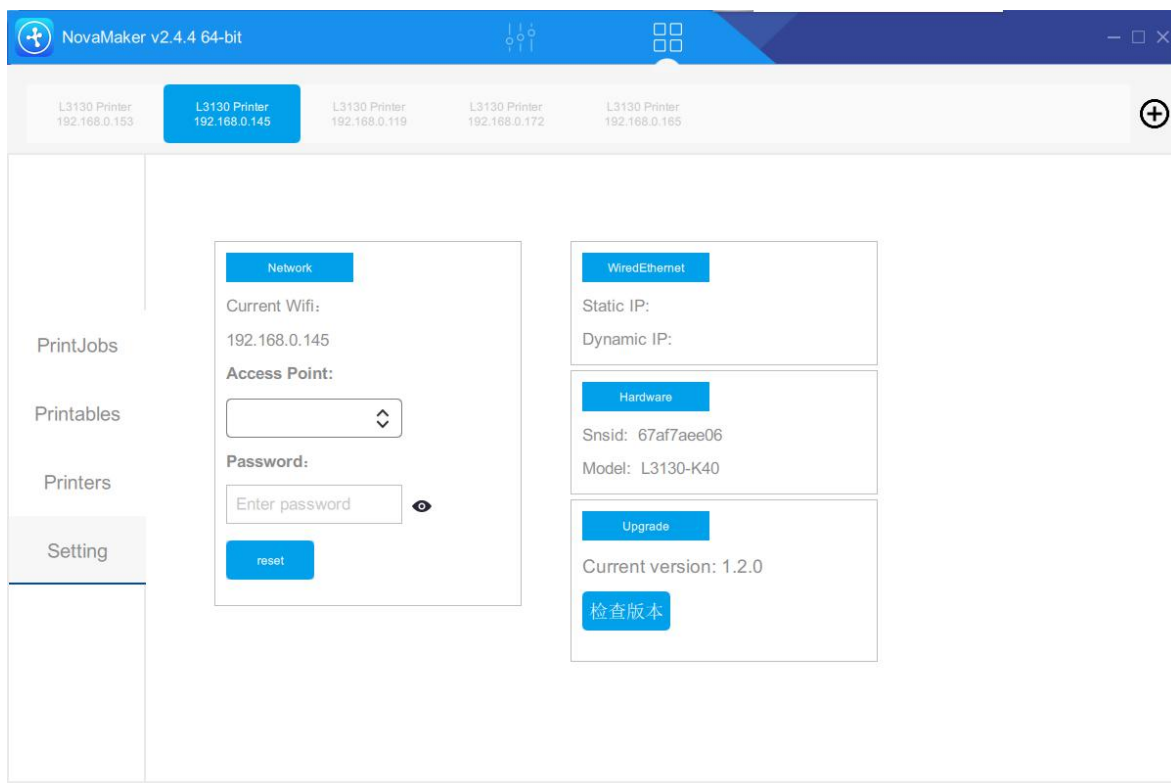 NovaMaker v2.4.4 64-bit
L3130 Printer
192.168.0.153
L3130 Printer
192.168.0.145
L3130 Printer
192.168.0.119
L3130 Printer
192.168.0.172
L3130 Printer
192.168.0.165
PrintJobs
Printables
Printers
Setting
Network
Current Wifi：
192.168.0.145
Access Point:
Password：
Enter password
reset
WiredEthernet
Static IP:
Dynamic IP:
Hardware
Snsid: 67af7aee06
Model: L3130-K40
Upgrade
Current version: 1.2.0
检查版本